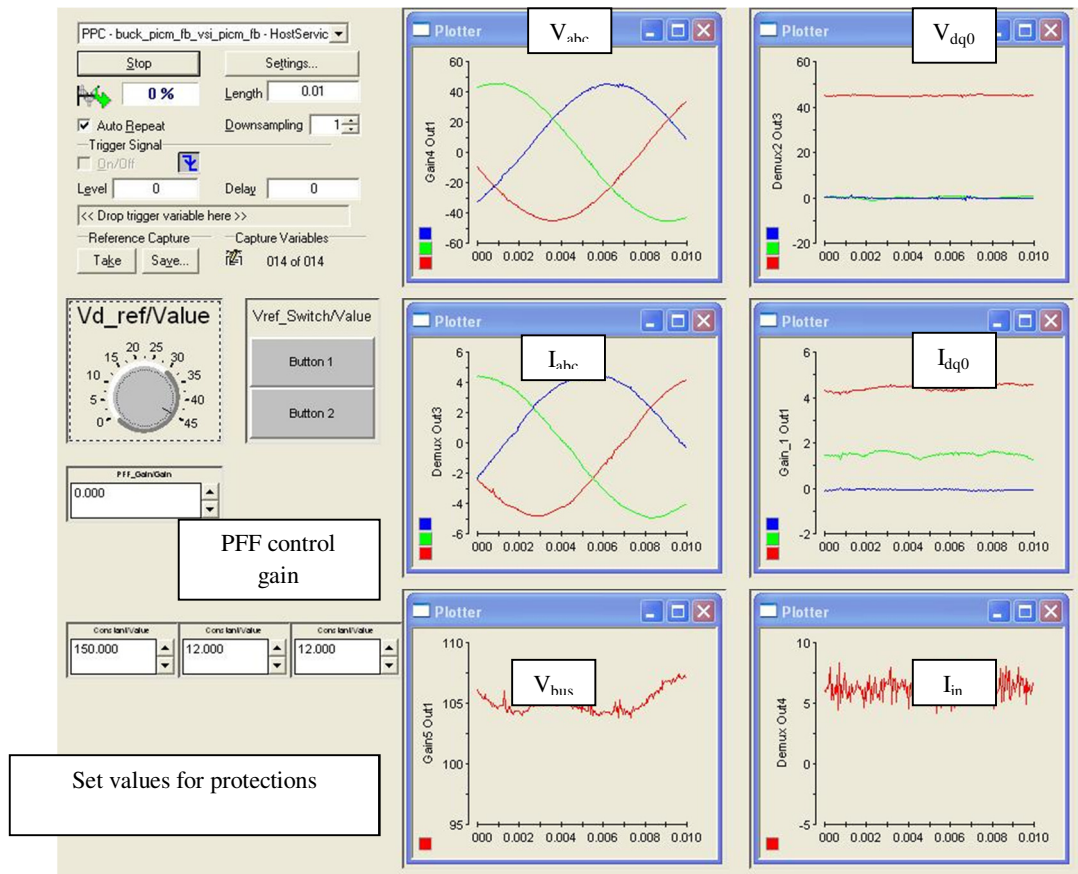 PPC - buck_picm_fb_vsi_picm_fb - HostServic
Stop
Settings...
0 %
Length
0.01
Auto Repeat
Downsampling
1
Trigger Signal
On/Off
Level
0
Delay
0
<< Drop trigger variable here >>
Reference Capture
Capture Variables
Take
Save...
014 of 014
Vd_ref/Value
0
5
10
15
20
25
30
35
40
45
Vref_Switch/Value
Button 1
Button 2
PFF_Gain/Gain
0.000
PFF control
gain
Constant/Value
Constant/Value
Constant/Value
150.000
12.000
12.000
Set values for protections
Plotter
Vabc
Gain4 Out1
60
40
20
0
-20
-40
-60
000 0.002 0.004 0.006 0.008 0.010
Plotter
Vdq0
Demux2 Out3
60
40
20
0
-20
000 0.002 0.004 0.006 0.008 0.010
Plotter
Iabc
Demux Out3
6
4
2
0
-2
-4
-6
000 0.002 0.004 0.006 0.008 0.010
Plotter
Idq0
Gain_1 Out1
6
4
2
0
-2
000 0.002 0.004 0.006 0.008 0.010
Plotter
Vbus
Gain5 Out1
110
105
100
95
000 0.002 0.004 0.006 0.008 0.010
Plotter
Iin
Demux Out4
10
5
0
-5
000 0.002 0.004 0.006 0.008 0.010